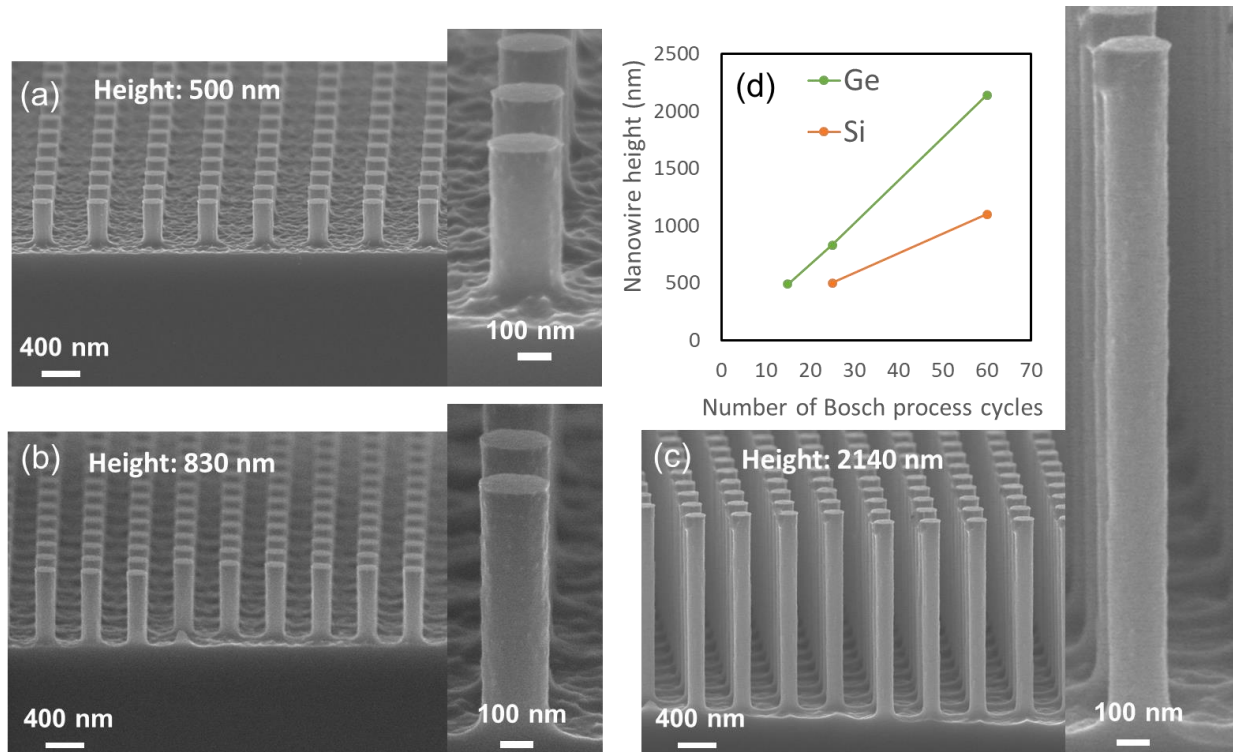 (a) Height: 500 nm
400 nm
100 nm
(b) Height: 830 nm
400 nm
100 nm
(d)
Ge
Si
Nanowire height (nm)
2500
2000
1500
1000
500
0
0 10 20 30 40 50 60 70
Number of Bosch process cycles
(c) Height: 2140 nm
400 nm
100 nm